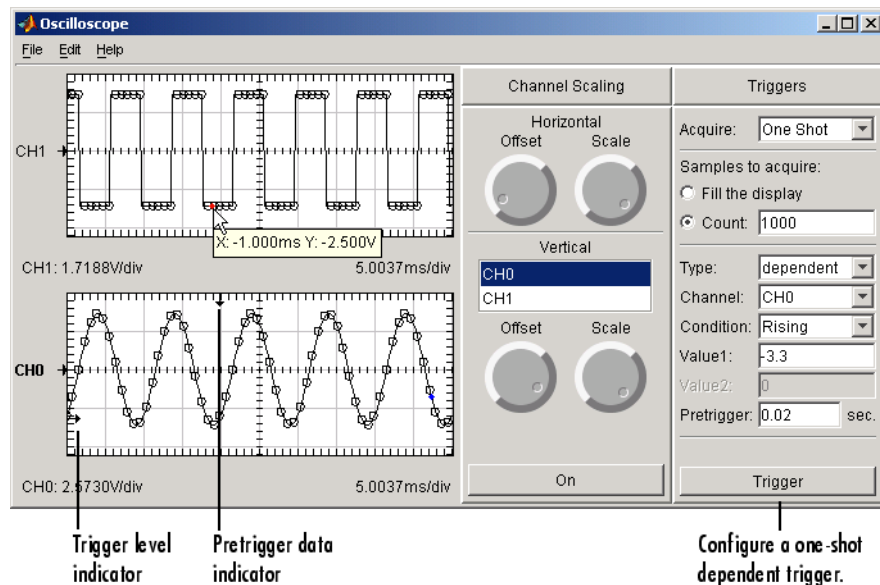 Oscilloscope
File Edit Help
CH1
X: -1.000ms Y: -2.500V
CH1: 1.7188V/div 5.0037ms/div
CH0
CH0: 2.5730V/div 5.0037ms/div
Channel Scaling
Horizontal
Offset Scale
Vertical
CH0
CH1
Offset Scale
On
Triggers
Acquire: One Shot
Samples to acquire:
Fill the display
Count: 1000
Type: dependent
Channel: CH0
Condition: Rising
Value1: -3.3
Value2: 0
Pretrigger: 0.02 sec.
Trigger
Trigger level
indicator
Pretrigger data
indicator
Configure a one-shot
dependent trigger.